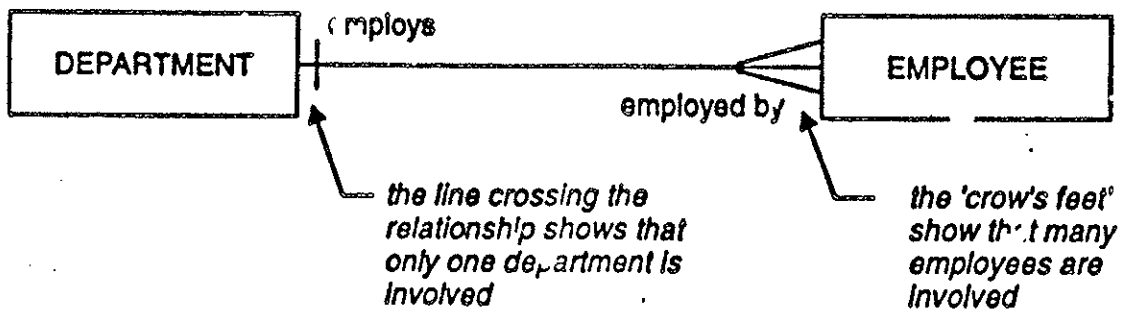 employs
DEPARTMENT
EMPLOYEE
employed by
the line crossing the
relationship shows that
only one department is
involved
the 'crow's feet'
show that many
employees are
involved